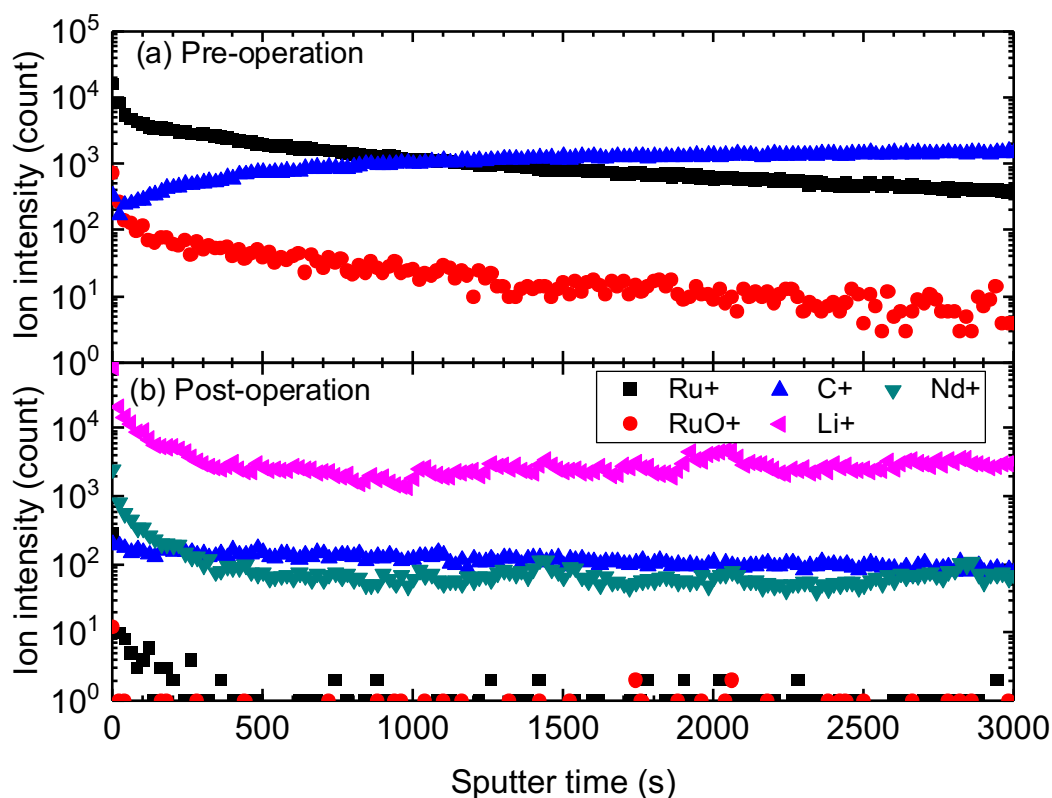 Ion intensity (count)
10^5
10^4
10^3
10^2
10^1
10^0
(a) Pre-operation
Ion intensity (count)
10^4
10^3
10^2
10^1
10^0
(b) Post-operation
Ru+ C+ Nd+
RuO+ Li+
0 500 1000 1500 2000 2500 3000
Sputter time (s)